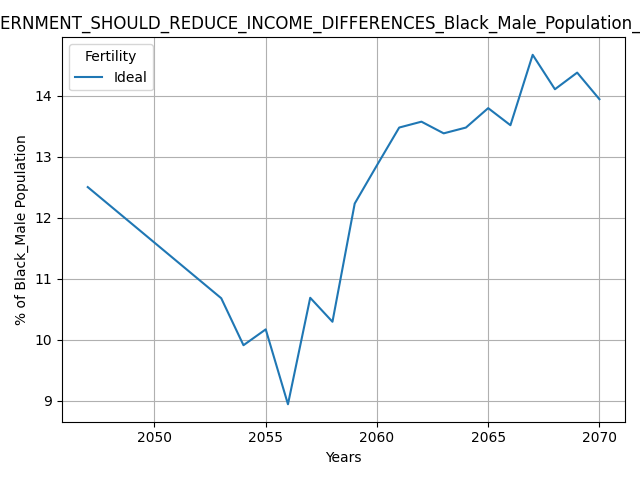 ERNMENT_SHOULD_REDUCE_INCOME_DIFFERENCES_Black_Male_Population_
Fertility
Ideal
% of Black_Male Population
14
13
12
11
10
9
2050 2055 2060 2065 2070
Years